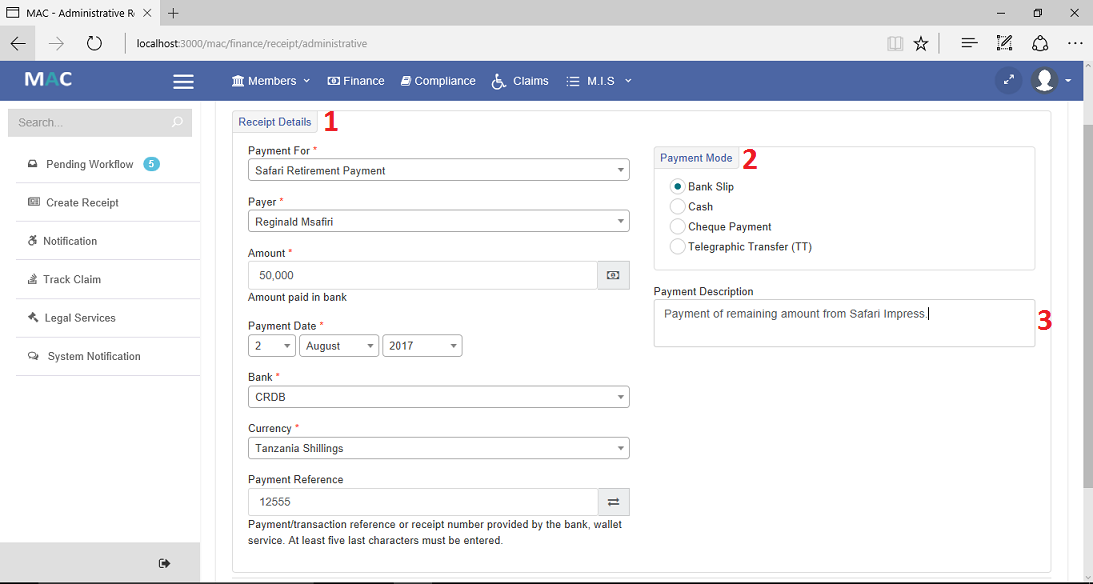 MAC - Administrative R
localhost:3000/mac/finance/receipt/administrative
MAC
Members
Finance
Compliance
Claims
M.I.S
Search...
Pending Workflow 5
Create Receipt
Notification
Track Claim
Legal Services
System Notification
Receipt Details 1
Payment For *
Safari Retirement Payment
Payer *
Reginald Msafiri
Amount *
50,000
Amount paid in bank
Payment Date *
2 August 2017
Bank *
CRDB
Currency *
Tanzania Shillings
Payment Reference
12555
Payment/transaction reference or receipt number provided by the bank, wallet
service. At least five last characters must be entered.
Payment Mode 2
Bank Slip
Cash
Cheque Payment
Telegraphic Transfer (TT)
Payment Description
Payment of remaining amount from Safari Impress.
3